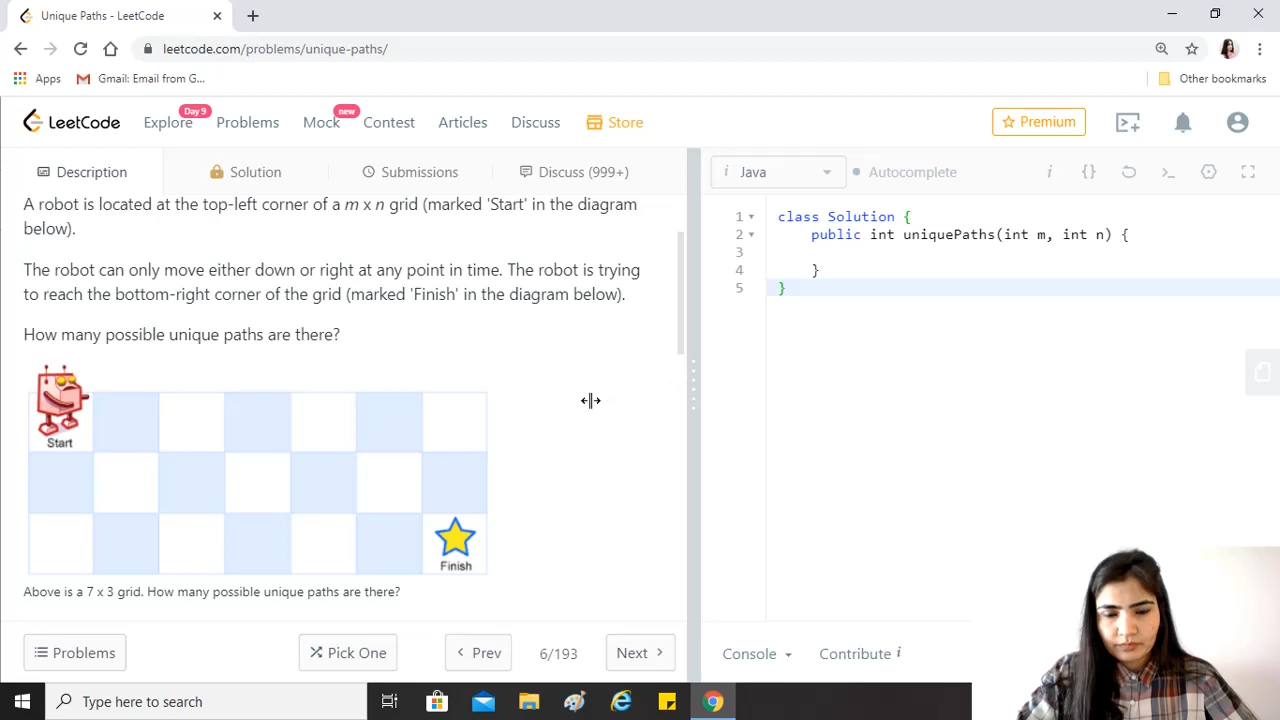 Unique Paths - LeetCode
leetcode.com/problems/unique-paths/
Apps
Gmail: Email from G...
Other bookmarks
LeetCode
Explore
Day 9
Problems
Mock
new
Contest
Articles
Discuss
Store
Premium
Description
Solution
Submissions
Discuss (999+)
i Java
Autocomplete
i {}
A robot is located at the top-left corner of a m x n grid (marked 'Start' in the diagram
below).
The robot can only move either down or right at any point in time. The robot is trying
to reach the bottom-right corner of the grid (marked 'Finish' in the diagram below).
How many possible unique paths are there?
Start
Finish
Above is a 7 x 3 grid. How many possible unique paths are there?
1 class Solution {
2 public int uniquePaths(int m, int n) {
3
4 }
5 }
Problems
Pick One
Prev
6/193
Next
Console
Contribute i
Type here to search